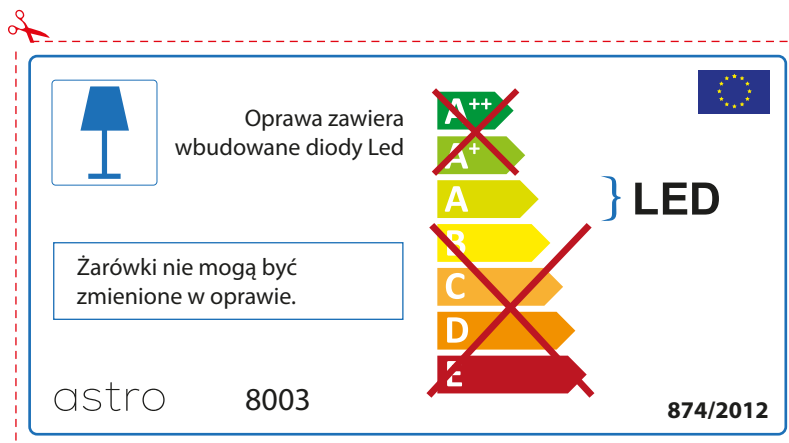 Oprawa zawiera
wbudowane diody Led
A++
A+
A
B
C
D
E
LED
Żarówki nie mogą być
zmienione w oprawie.
astro
8003
874/2012